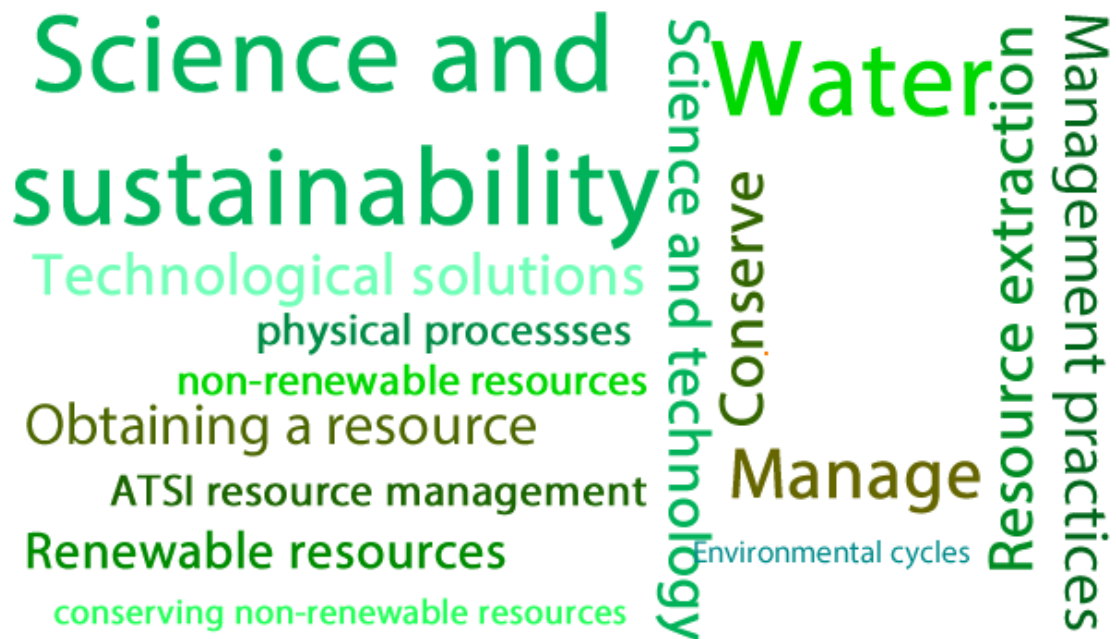 Science and
sustainability
Technological solutions
physical processses
non-renewable resources
Obtaining a resource
ATSI resource management
Renewable resources
conserving non-renewable resources
Science and technology
Water
Conserve
Manage
Environmental cycles
Resource extraction
Management practices